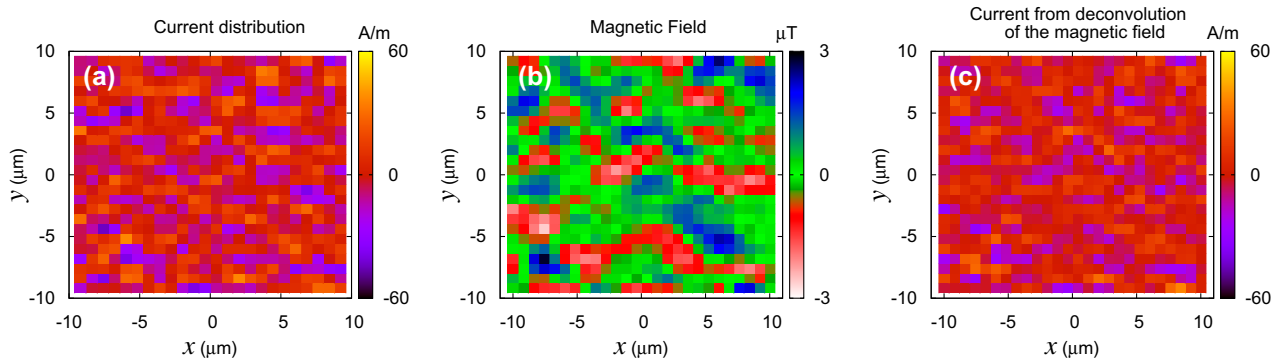 Current distribution
A/m
(a)
10
5
0
-5
-10
-10
-5
0
5
10
60
0
-60
x (μm)
y (μm)
Magnetic Field
μT
(b)
10
5
0
-5
-10
-10
-5
0
5
10
3
0
-3
x (μm)
y (μm)
Current from deconvolution
of the magnetic field
A/m
(c)
10
5
0
-5
-10
-10
-5
0
5
10
60
0
-60
x (μm)
y (μm)